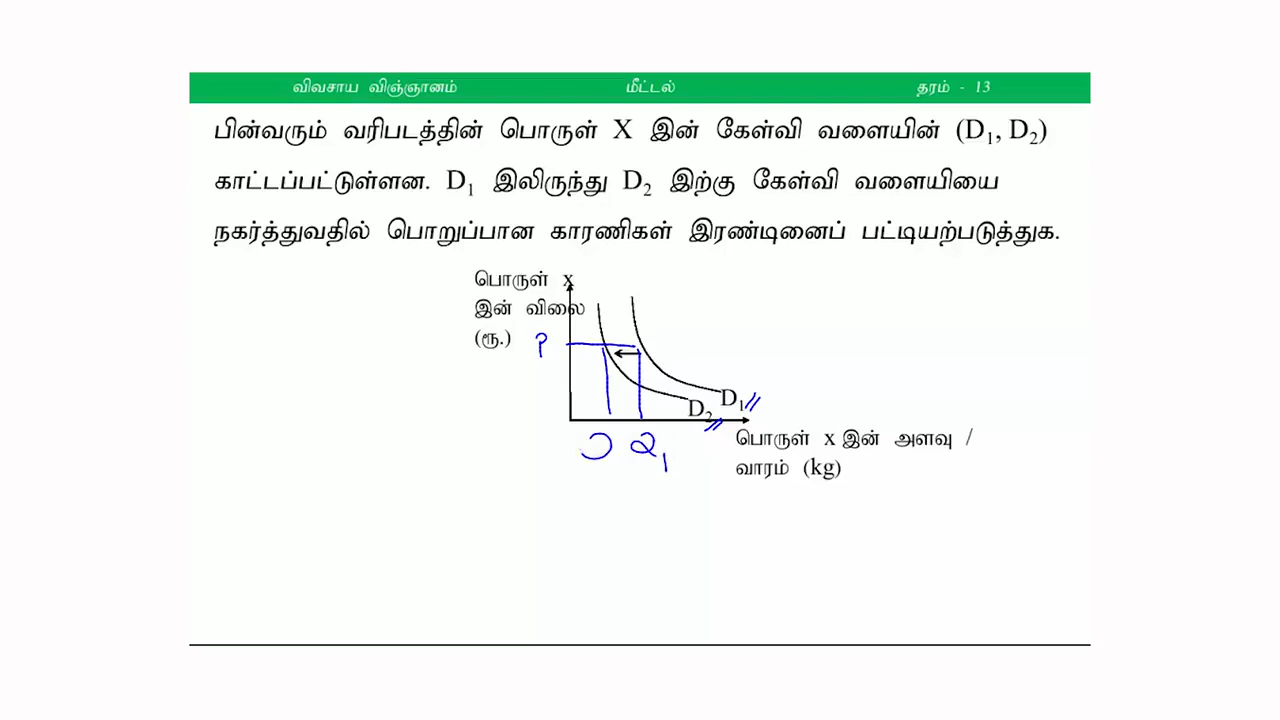 விவசாய விஞ்ஞானம் மீட்டல் தரம் - 13
பின்வரும் வரிபடத்தின் பொருள் X இன் கேள்வி வளையின் (D₁, D₂)
காட்டப்பட்டுள்ளன. D₁ இலிருந்து D₂ இற்கு கேள்வி வளையியை
நகர்த்துவதில் பொறுப்பான காரணிகள் இரண்டினைப் பட்டியற்படுத்துக.
பொருள் x
இன் விலை
(ரூ.) P
D₁
D₂
Q₁
பொருள் x இன் அளவு /
வாரம் (kg)